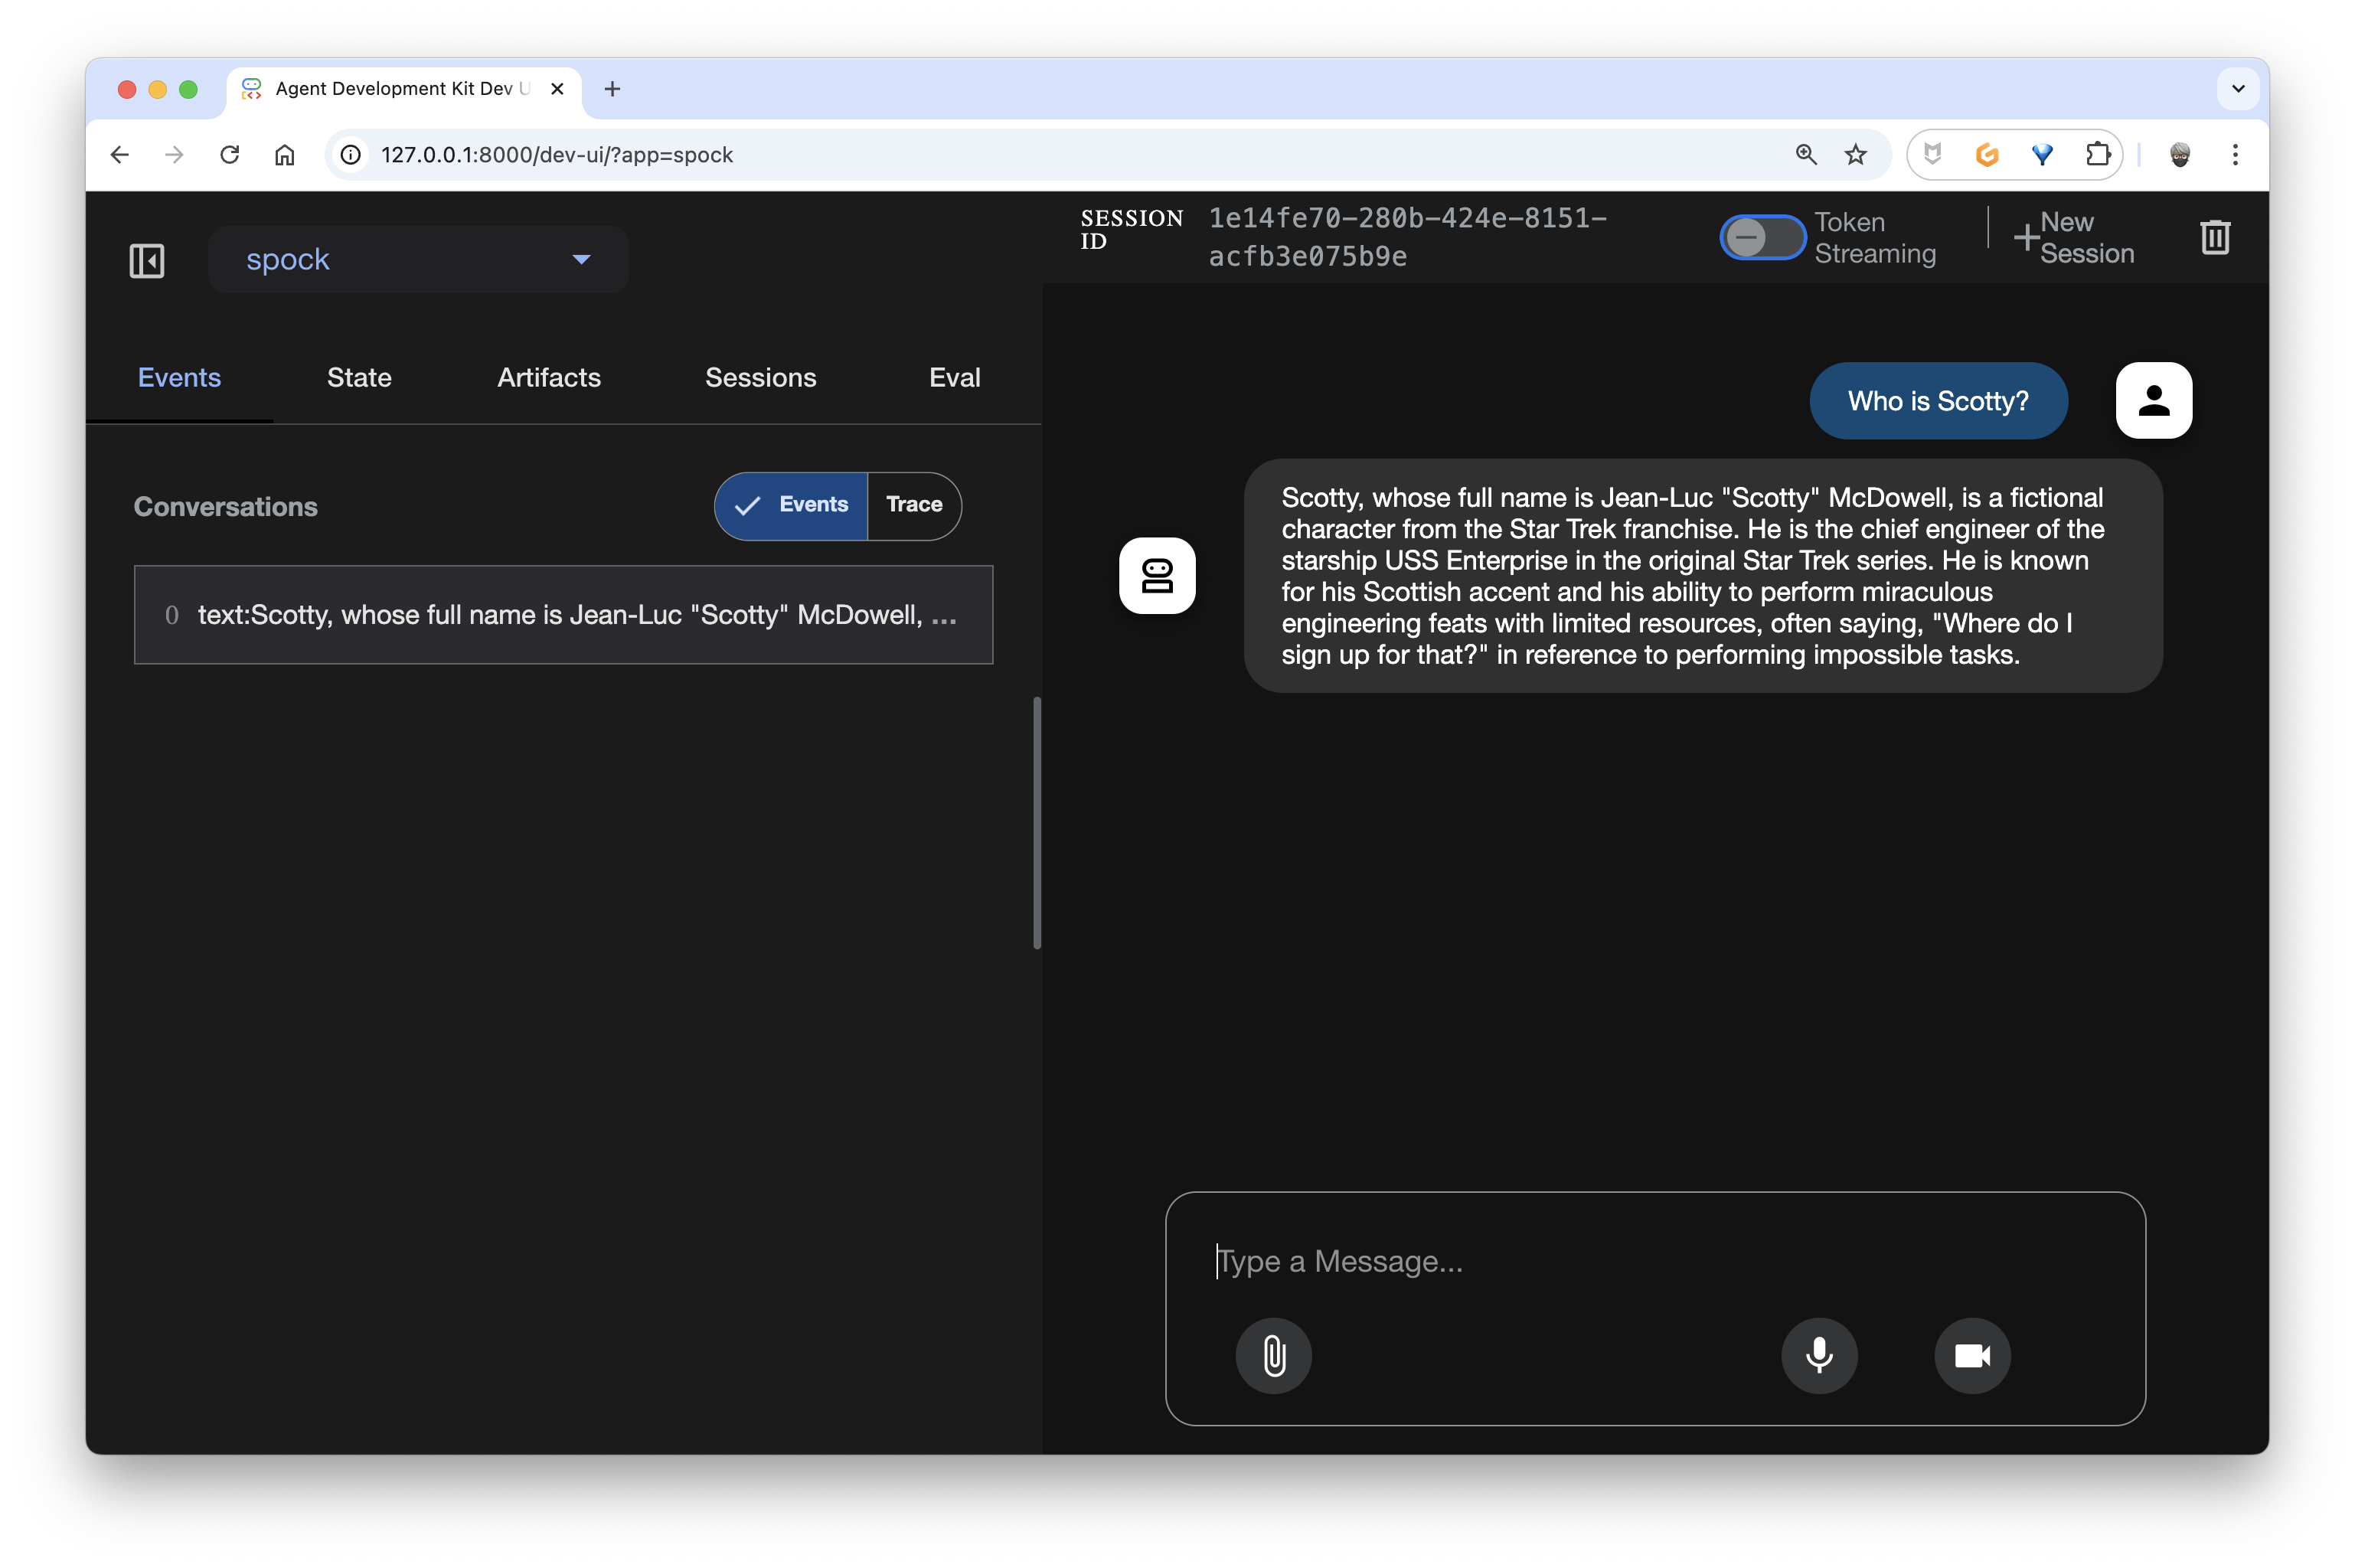 Agent Development Kit Dev U
127.0.0.1:8000/dev-ui/?app=spock
spock
SESSION
ID
1e14fe70-280b-424e-8151-
acfb3e075b9e
Token
Streaming
New
Session
Events
State
Artifacts
Sessions
Eval
Conversations
Events
Trace
0 text:Scotty, whose full name is Jean-Luc "Scotty" McDowell, ...
Who is Scotty?
Scotty, whose full name is Jean-Luc "Scotty" McDowell, is a fictional
character from the Star Trek franchise. He is the chief engineer of the
starship USS Enterprise in the original Star Trek series. He is known
for his Scottish accent and his ability to perform miraculous
engineering feats with limited resources, often saying, "Where do I
sign up for that?" in reference to performing impossible tasks.
Type a Message...